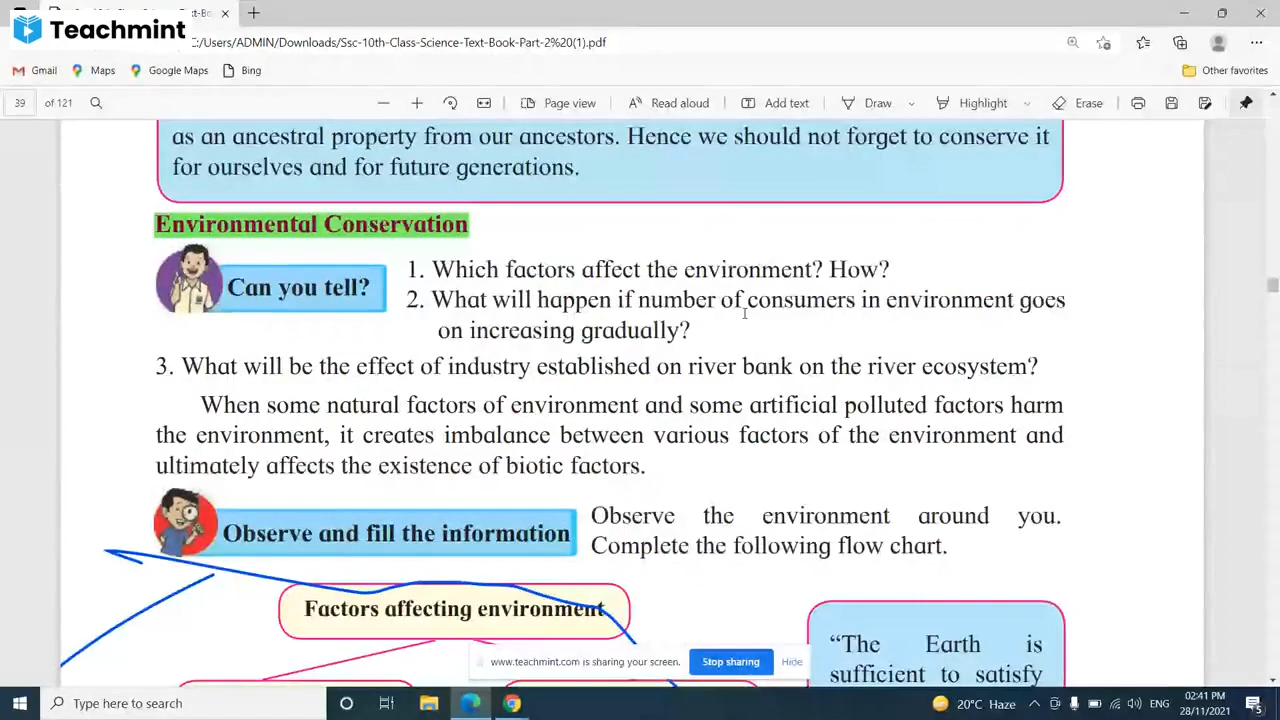 Teachmint
t-Bo
C:/Users/ADMIN/Downloads/Ssc-10th-Class-Science-Text-Book-Part-2%20(1).pdf
Gmail Maps Google Maps Bing Other favorites
39 of 121 Page view Read aloud Add text Draw Highlight Erase
as an ancestral property from our ancestors. Hence we should not forget to conserve it
for ourselves and for future generations.
Environmental Conservation
Can you tell?
1. Which factors affect the environment? How?
2. What will happen if number of consumers in environment goes
on increasing gradually?
3. What will be the effect of industry established on river bank on the river ecosystem?
When some natural factors of environment and some artificial polluted factors harm
the environment, it creates imbalance between various factors of the environment and
ultimately affects the existence of biotic factors.
Observe and fill the information
Observe the environment around you.
Complete the following flow chart.
Factors affecting environment
“The Earth is
sufficient to satisfy
www.teachmint.com is sharing your screen. Stop sharing Hide
Type here to search
20°C Haze ENG 02:41 PM
28/11/2021 5